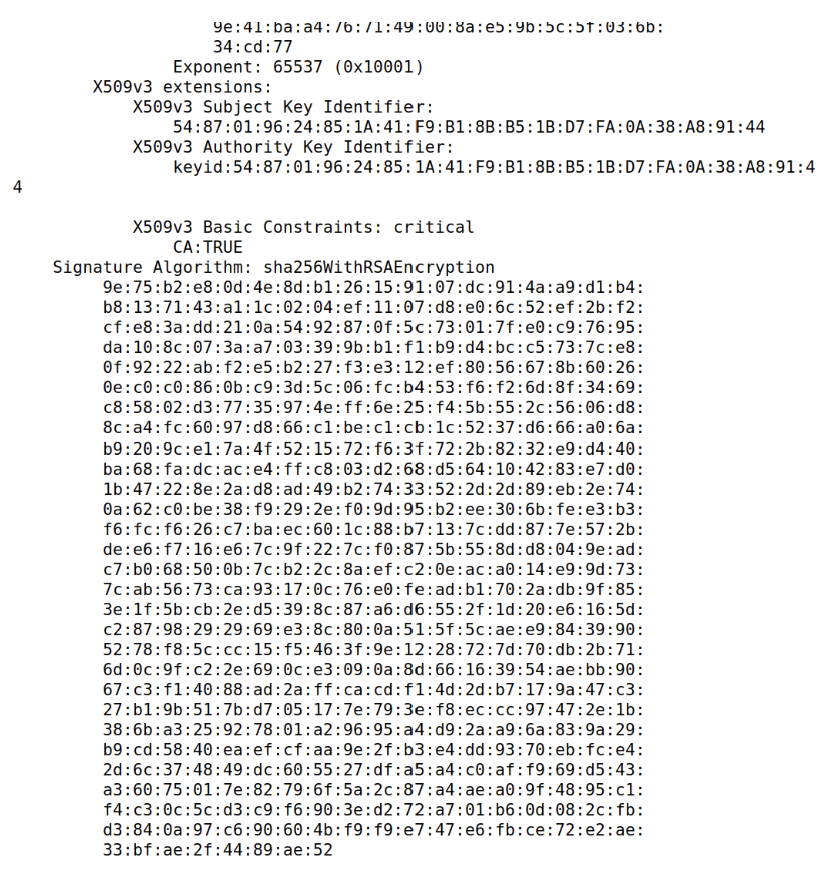 9e:41:ba:a4:76:71:49:00:8a:e5:9b:5c:5f:03:6b:
34:cd:77
Exponent: 65537 (0x10001)
X509v3 extensions:
X509v3 Subject Key Identifier:
54:87:01:96:24:85:1A:41:F9:B1:8B:B5:1B:D7:FA:0A:38:A8:91:44
X509v3 Authority Key Identifier:
keyid:54:87:01:96:24:85:1A:41:F9:B1:8B:B5:1B:D7:FA:0A:38:A8:91:4
4
X509v3 Basic Constraints: critical
CA:TRUE
Signature Algorithm: sha256WithRSAEncryption
9e:75:b2:e8:0d:4e:8d:b1:26:15:91:07:dc:91:4a:a9:d1:b4:
b8:13:71:43:a1:1c:02:04:ef:11:07:d8:e0:6c:52:ef:2b:f2:
cf:e8:3a:dd:21:0a:54:92:87:0f:5c:73:01:7f:e0:c9:76:95:
da:10:8c:07:3a:a7:03:39:9b:b1:f1:b9:d4:bc:c5:73:7c:e8:
0f:92:22:ab:f2:e5:b2:27:f3:e3:12:ef:80:56:67:8b:60:26:
0e:c0:c0:86:0b:c9:3d:5c:06:fc:b4:53:f6:f2:6d:8f:34:69:
c8:58:02:d3:77:35:97:4e:ff:6e:25:f4:5b:55:2c:56:06:d8:
8c:a4:fc:60:97:d8:66:c1:be:c1:cb:1c:52:37:d6:66:a0:6a:
b9:20:9c:e1:7a:4f:52:15:72:f6:3f:72:2b:82:32:e9:d4:40:
ba:68:fa:dc:ac:e4:ff:c8:03:d2:68:d5:64:10:42:83:e7:d0:
1b:47:22:8e:2a:d8:ad:49:b2:74:33:52:2d:2d:89:eb:2e:74:
0a:62:c0:be:38:f9:29:2e:f0:9d:95:b2:ee:30:6b:fe:e3:b3:
f6:fc:f6:26:c7:ba:ec:60:1c:88:b7:13:7c:dd:87:7e:57:2b:
de:e6:f7:16:e6:7c:9f:22:7c:f0:87:5b:55:8d:d8:04:9e:ad:
c7:b0:68:50:0b:7c:b2:2c:8a:ef:c2:0e:ac:a0:14:e9:9d:73:
7c:ab:56:73:ca:93:17:0c:76:e0:fe:ad:b1:70:2a:db:9f:85:
3e:1f:5b:cb:2e:d5:39:8c:87:a6:d6:55:2f:1d:20:e6:16:5d:
c2:87:98:29:29:69:e3:8c:80:0a:51:5f:5c:ae:e9:84:39:90:
52:78:f8:5c:cc:15:f5:46:3f:9e:12:28:72:7d:70:db:2b:71:
6d:0c:9f:c2:2e:69:0c:e3:09:0a:8d:66:16:39:54:ae:bb:90:
67:c3:f1:40:88:ad:2a:ff:ca:cd:f1:4d:2d:b7:17:9a:47:c3:
27:b1:9b:51:7b:d7:05:17:7e:79:3e:f8:ec:cc:97:47:2e:1b:
38:6b:a3:25:92:78:01:a2:96:95:a4:d9:2a:a9:6a:83:9a:29:
b9:cd:58:40:ea:ef:cf:aa:9e:2f:b3:e4:dd:93:70:eb:fc:e4:
2d:6c:37:48:49:dc:60:55:27:df:a5:a4:c0:af:f9:69:d5:43:
a3:60:75:01:7e:82:79:6f:5a:2c:87:a4:ae:a0:9f:48:95:c1:
f4:c3:0c:5c:d3:c9:f6:90:3e:d2:72:a7:01:b6:0d:08:2c:fb:
d3:84:0a:97:c6:90:60:4b:f9:f9:e7:47:e6:fb:ce:72:e2:ae:
33:bf:ae:2f:44:89:ae:52